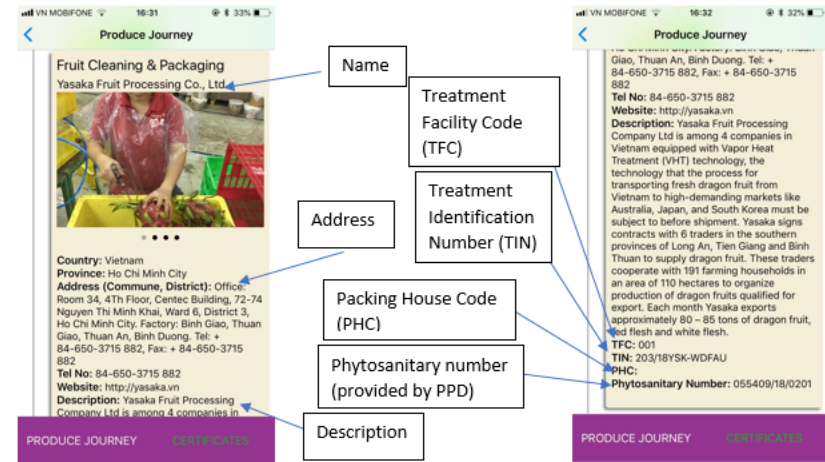 VN MOBIFONE 16:31 33%
Produce Journey
Fruit Cleaning & Packaging
Yasaka Fruit Processing Co., Ltd
Country: Vietnam
Province: Ho Chi Minh City
Address (Commune, District): Office:
Room 34, 4Th Floor, Centec Building, 72-74
Nguyen Thi Minh Khai, Ward 6, District 3,
Ho Chi Minh City. Factory: Binh Giao, Thuan
Giao, Thuan An, Binh Duong. Tel: +
84-650-3715 882, Fax: + 84-650-3715
882
Tel No: 84-650-3715 882
Website: http://yasaka.vn
Description: Yasaka Fruit Processing
Company Ltd is among 4 companies in
PRODUCE JOURNEY CERTIFICATES
Name
Treatment
Facility Code
(TFC)
Treatment
Identification
Number (TIN)
Address
Packing House Code
(PHC)
Phytosanitary number
(provided by PPD)
Description
VN MOBIFONE 16:32 32%
Produce Journey
Ho Chi Minh City. Factory: Binh Giao, Thuan
Giao, Thuan An, Binh Duong. Tel: +
84-650-3715 882, Fax: + 84-650-3715
882
Tel No: 84-650-3715 882
Website: http://yasaka.vn
Description: Yasaka Fruit Processing
Company Ltd is among 4 companies in
Vietnam equipped with Vapor Heat
Treatment (VHT) technology, the
technology that the process for
transporting fresh dragon fruit from
Vietnam to high-demanding markets like
Australia, Japan, and South Korea must be
subject to before shipment. Yasaka signs
contracts with 6 traders in the southern
provinces of Long An, Tien Giang and Binh
Thuan to supply dragon fruit. These traders
cooperate with 191 farming households in
an area of 110 hectares to organize
production of dragon fruits qualified for
export. Each month Yasaka exports
approximately 80 – 85 tons of dragon fruit,
red flesh and white flesh.
TFC: 001
TIN: 203/18YSK-WDFAU
PHC:
Phytosanitary Number: 055409/18/0201
PRODUCE JOURNEY CERTIFICATES